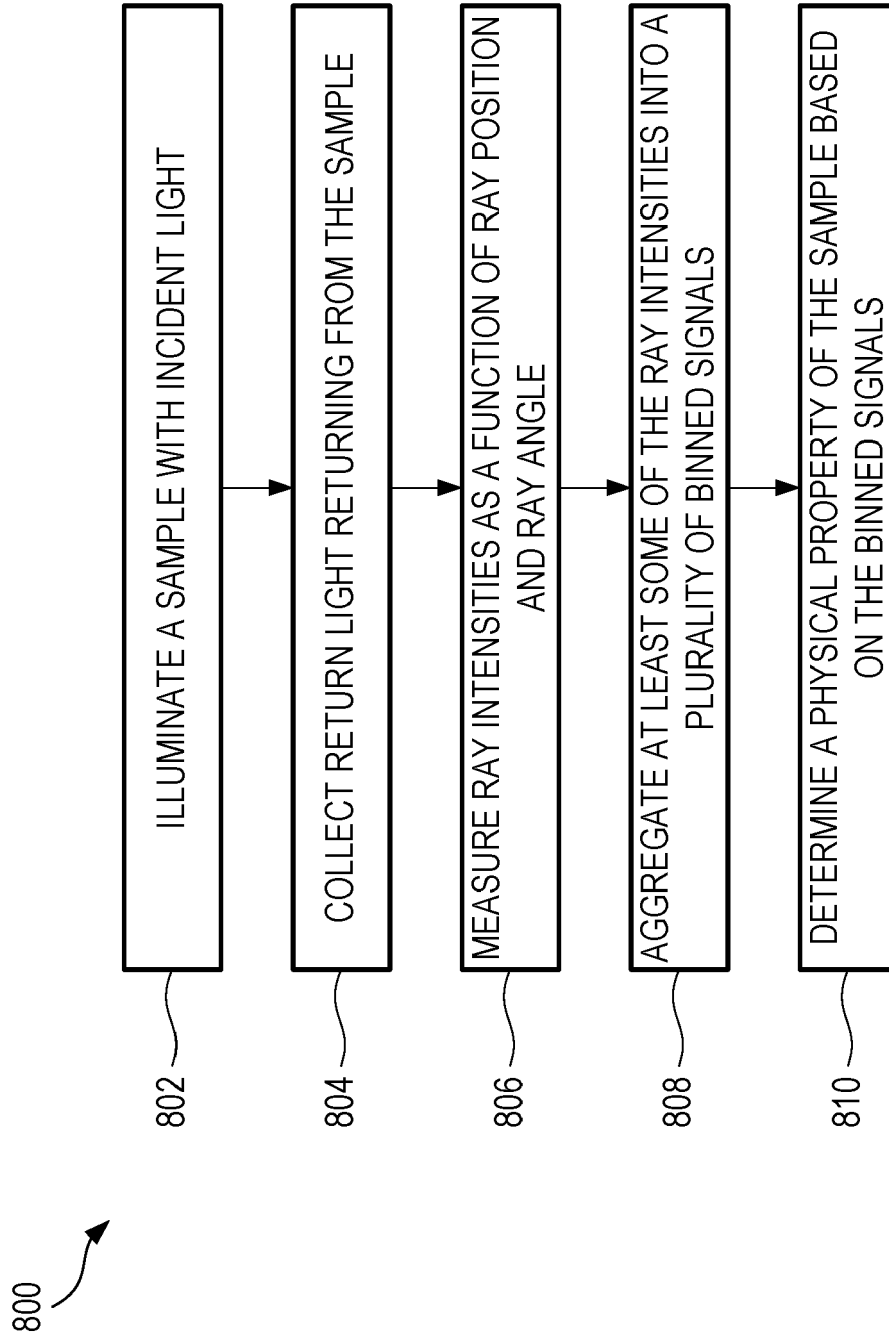 800
802
ILLUMINATE A SAMPLE WITH INCIDENT LIGHT
804
COLLECT RETURN LIGHT RETURNING FROM THE SAMPLE
806
MEASURE RAY INTENSITIES AS A FUNCTION OF RAY POSITION
AND RAY ANGLE
808
AGGREGATE AT LEAST SOME OF THE RAY INTENSITIES INTO A
PLURALITY OF BINNED SIGNALS
810
DETERMINE A PHYSICAL PROPERTY OF THE SAMPLE BASED
ON THE BINNED SIGNALS